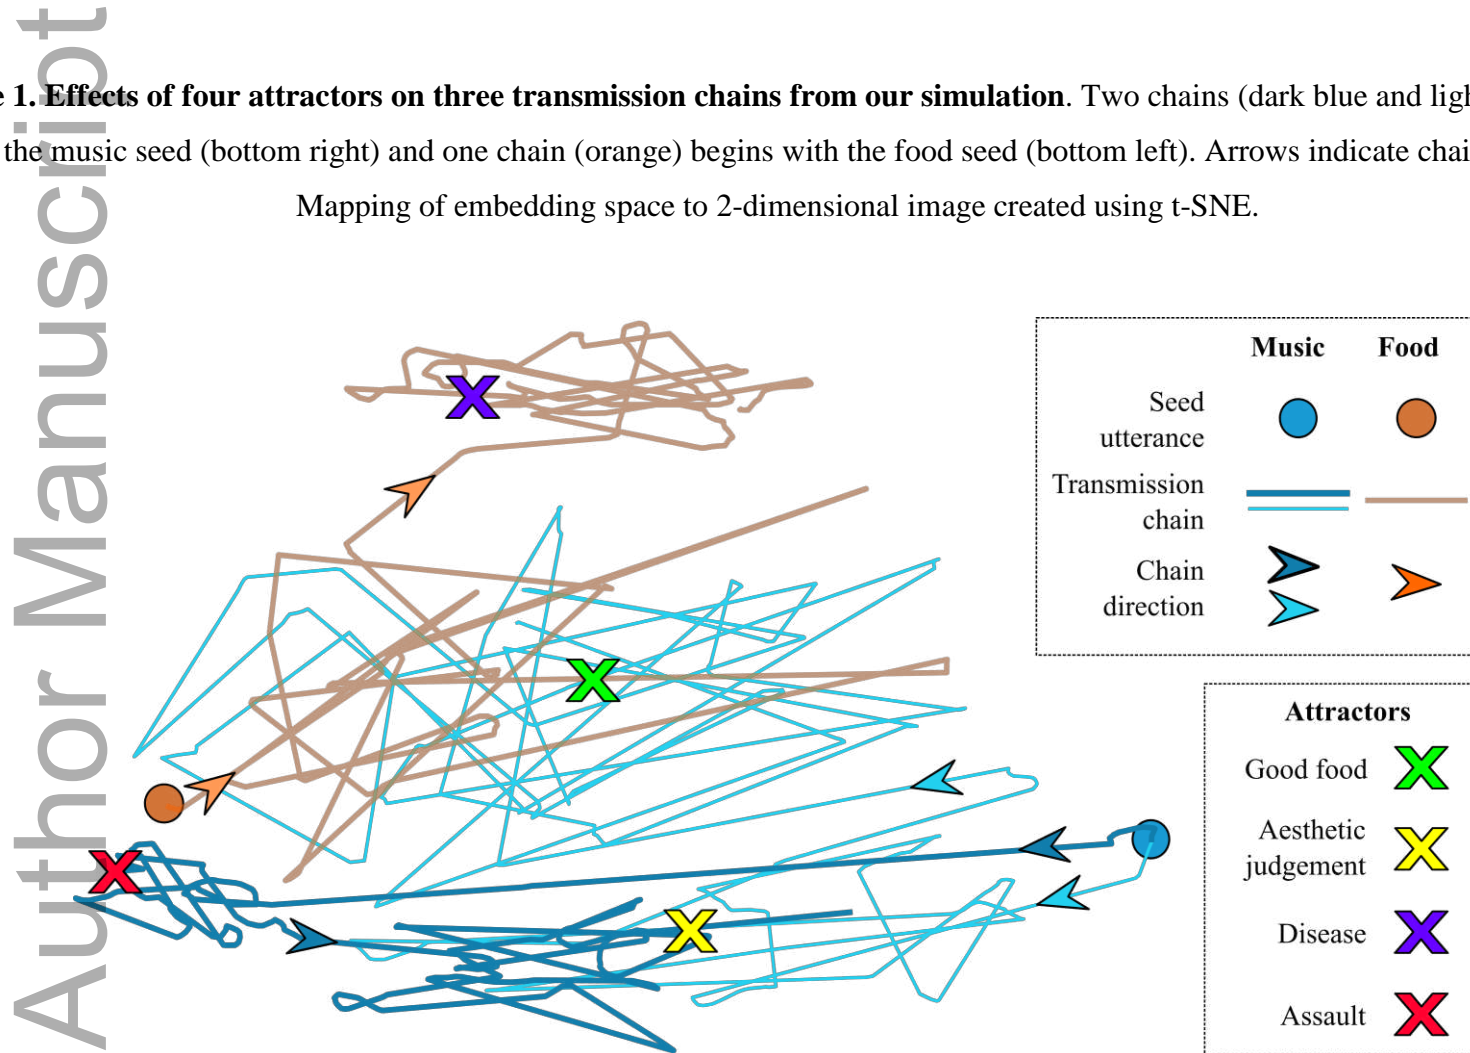 e 1. Effects of four attractors on three transmission chains from our simulation. Two chains (dark blue and ligh
the music seed (bottom right) and one chain (orange) begins with the food seed (bottom left). Arrows indicate chai
Mapping of embedding space to 2-dimensional image created using t-SNE.
Author Manuscript
Music Food
Seed
utterance
Transmission
chain
Chain
direction
Attractors
Good food
Aesthetic
judgement
Disease
Assault